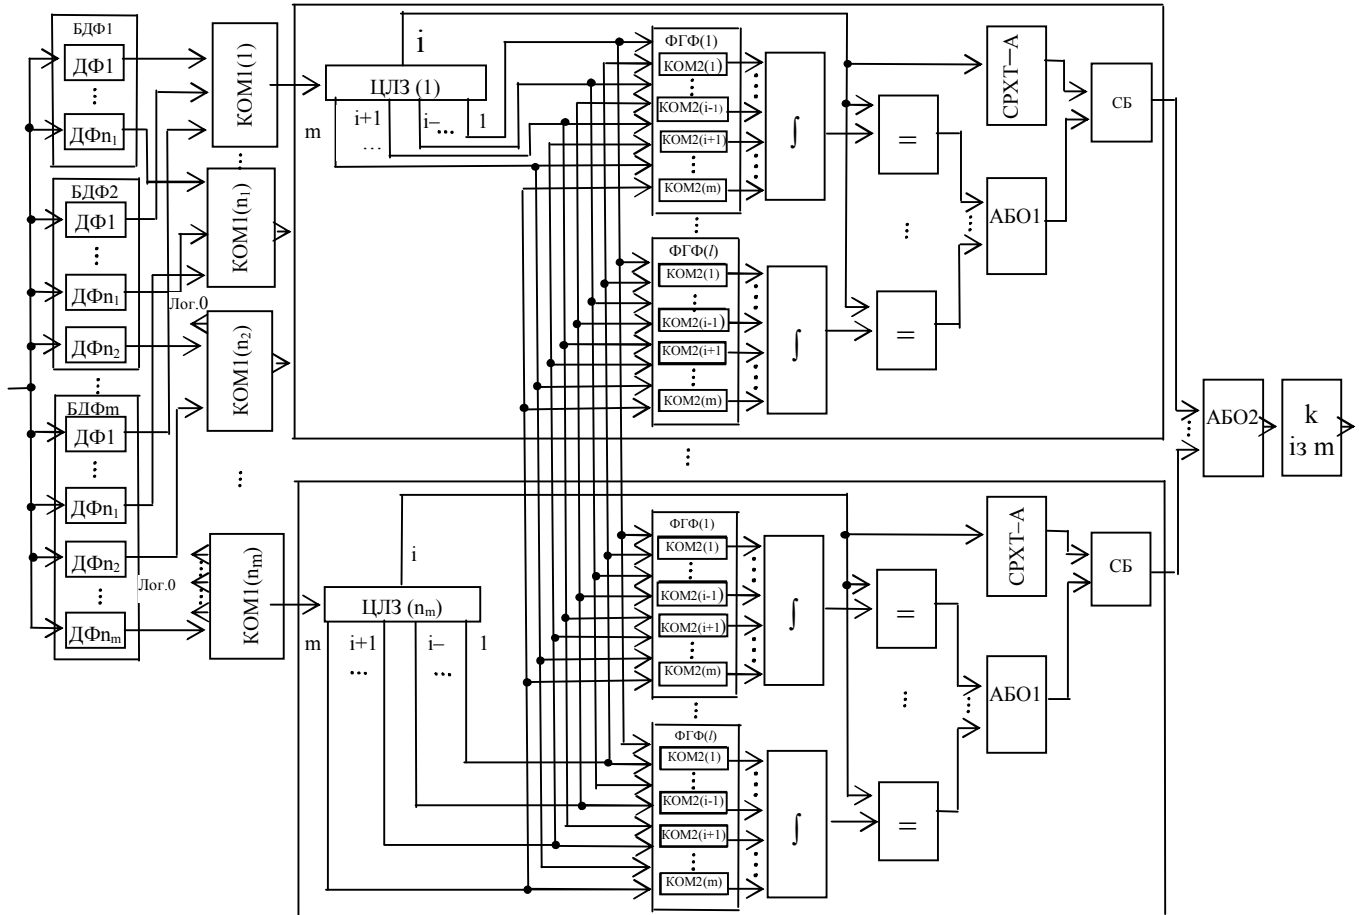 БДФ1
ДФ1
ДФn1
БДФ2
ДФ1
ДФn1
ДФn2
БДФm
ДФ1
ДФn1
ДФn2
ДФnm
Лог.0
Лог.0
КОМ1(1)
КОМ1(n1)
КОМ1(n2)
КОМ1(nm)
i
ЦЛЗ (1)
m
i+1
...
i–
...
1
ФГФ(1)
КОМ2(1)
КОМ2(i-1)
КОМ2(i+1)
КОМ2(m)
∫
ФГФ(l)
КОМ2(1)
КОМ2(i-1)
КОМ2(i+1
КОМ2(m)
∫
=
=
СРХТ–А
АБО1
СБ
i
ЦЛЗ (nm)
m
i+1
...
i–
...
1
ФГФ(1)
КОМ2(1)
КОМ2(i-1)
КОМ2(i+1)
КОМ2(m)
∫
ФГФ(l)
КОМ2(1)
КОМ2(i-1)
КОМ2(i+1)
КОМ2(m)
∫
=
=
СРХТ–А
АБО1
СБ
АБО2
k
із m